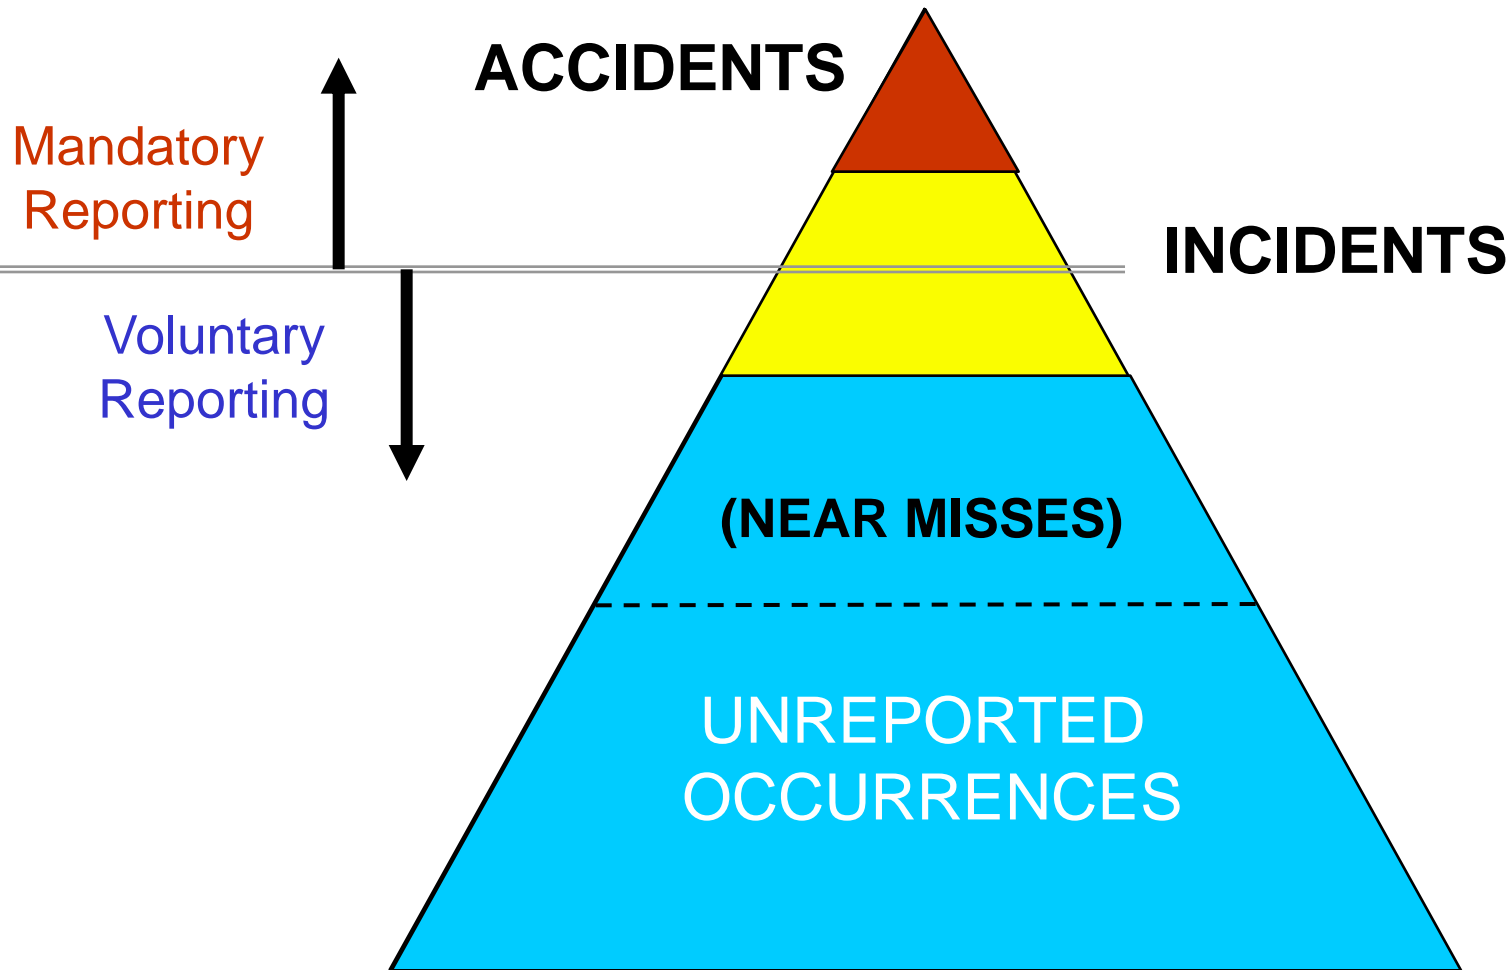 ACCIDENTS
Mandatory
Reporting
INCIDENTS
Voluntary
Reporting
(NEAR MISSES)
UNREPORTED
OCCURRENCES